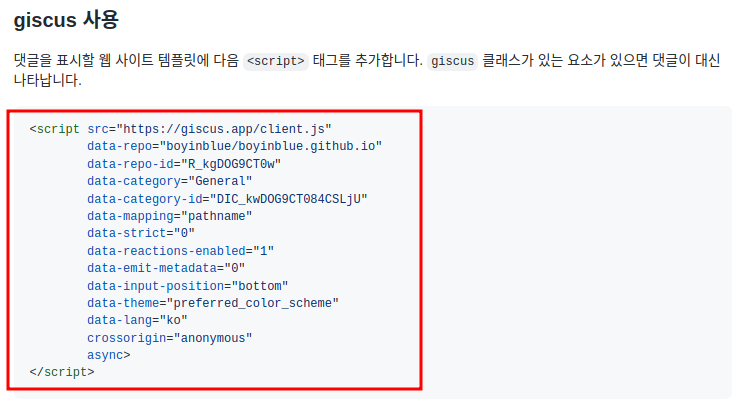 giscus 사용
댓글을 표시할 웹 사이트 템플릿에 다음 <script> 태그를 추가합니다. giscus 클래스가 있는 요소가 있으면 댓글이 대신
나타납니다.
<script src="https://giscus.app/client.js"
data-repo="boyinblue/boyinblue.github.io"
data-repo-id="R_kgDOG9CT0w"
data-category="General"
data-category-id="DIC_kwDOG9CT084CSLjU"
data-mapping="pathname"
data-strict="0"
data-reactions-enabled="1"
data-emit-metadata="0"
data-input-position="bottom"
data-theme="preferred_color_scheme"
data-lang="ko"
crossorigin="anonymous"
async>
</script>